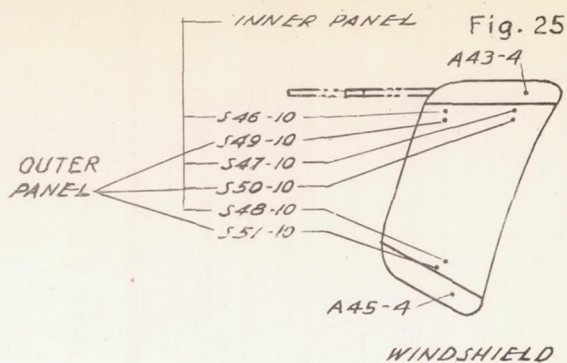 INNER PANEL
Fig. 25
A43-4
S46-10
S49-10
S47-10
OUTER
PANEL
S50-10
S48-10
S51-10
A45-4
WINDSHIELD